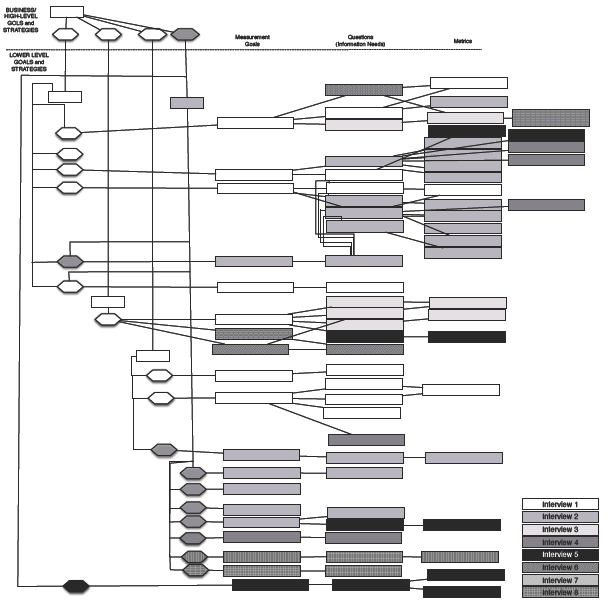 BUSINESS/
HIGH-LEVEL
GOLS and
STRATEGIES
Measurement
Goals
Questions
(Information Needs)
Metrics
LOWER LEVEL
GOALS and
STRATEGIES
Interview 1
Interview 2
Interview 3
Interview 4
Interview 5
Interview 6
Interview 7
Interview 8